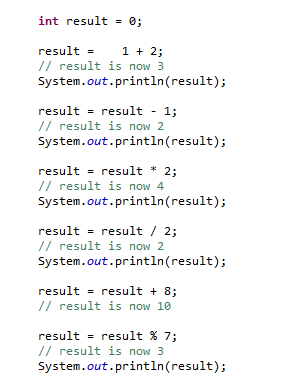 int result = 0;
result =    1 + 2;
// result is now 3
System.out.println(result);
result = result - 1;
// result is now 2
System.out.println(result);
result = result * 2;
// result is now 4
System.out.println(result);
result = result / 2;
// result is now 2
System.out.println(result);
result = result + 8;
// result is now 10
result = result % 7;
// result is now 3
System.out.println(result);